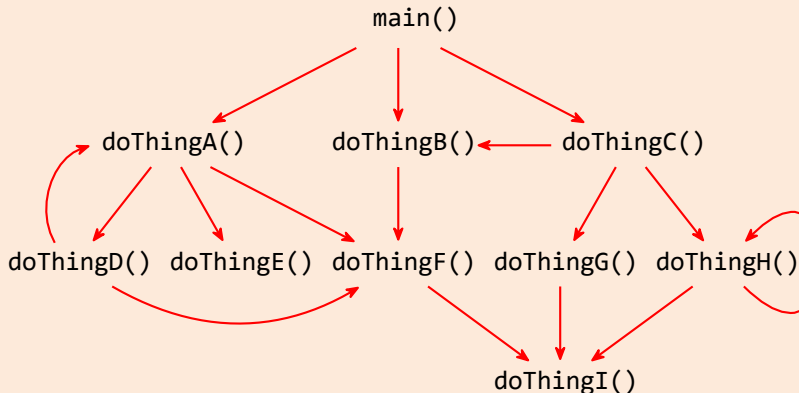 main()
doThingA() doThingB() doThingC()
doThingD() doThingE() doThingF() doThingG() doThingH()
doThingI()